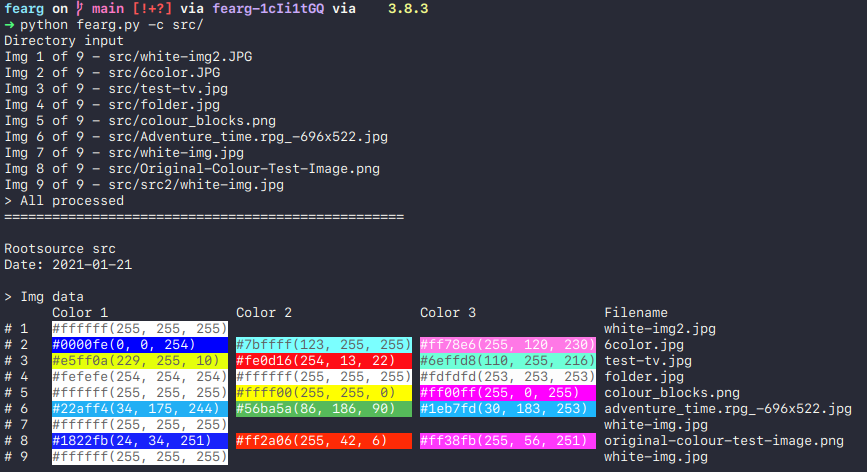 fearg on main [!+?] via fearg-1cIi1tGQ via 3.8.3
➜ python fearg.py -c src/
Directory input
Img 1 of 9 - src/white-img2.JPG
Img 2 of 9 - src/6color.JPG
Img 3 of 9 - src/test-tv.jpg
Img 4 of 9 - src/folder.jpg
Img 5 of 9 - src/colour_blocks.png
Img 6 of 9 - src/Adventure_time.rpg_-696x522.jpg
Img 7 of 9 - src/white-img.jpg
Img 8 of 9 - src/Original-Colour-Test-Image.png
Img 9 of 9 - src/src2/white-img.jpg
> All processed
==================================================
Rootsource src
Date: 2021-01-21
> Img data
Color 1 Color 2 Color 3 Filename
# 1 #ffffff(255, 255, 255) white-img2.jpg
# 2 #0000fe(0, 0, 254) #7bffff(123, 255, 255) #ff78e6(255, 120, 230) 6color.jpg
# 3 #e5ff0a(229, 255, 10) #fe0d16(254, 13, 22) #6effd8(110, 255, 216) test-tv.jpg
# 4 #fefefe(254, 254, 254) #ffffff(255, 255, 255) #fdfdfd(253, 253, 253) folder.jpg
# 5 #ffffff(255, 255, 255) #ffff00(255, 255, 0) #ff00ff(255, 0, 255) colour_blocks.png
# 6 #22aff4(34, 175, 244) #56ba5a(86, 186, 90) #1eb7fd(30, 183, 253) adventure_time.rpg_-696x522.jpg
# 7 #ffffff(255, 255, 255) white-img.jpg
# 8 #1822fb(24, 34, 251) #ff2a06(255, 42, 6) #ff38fb(255, 56, 251) original-colour-test-image.png
# 9 #ffffff(255, 255, 255) white-img.jpg